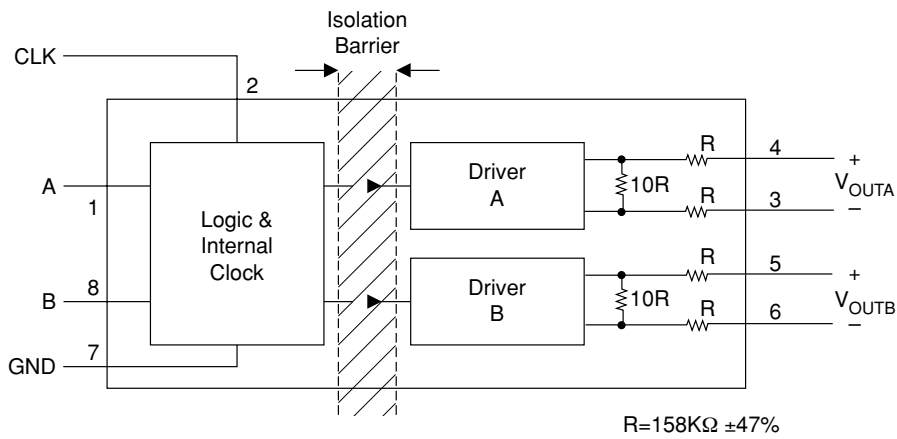 Isolation
Barrier
CLK
2
A
1
Logic &
Internal
Clock
Driver
A
10R
R
4
+
R
3
V_OUTA
–
B
8
Driver
B
10R
R
5
+
R
6
V_OUTB
–
7
GND
R=158KΩ ±47%